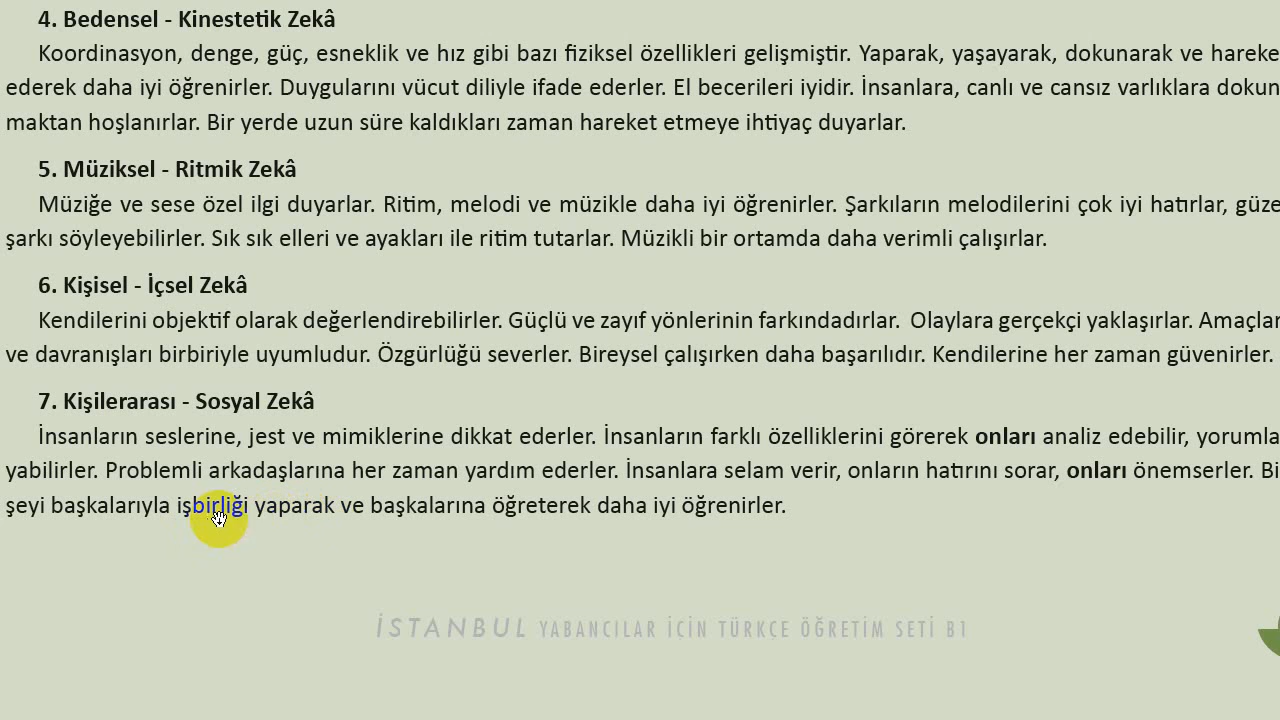 4. Bedensel - Kinestetik Zekâ
Koordinasyon, denge, güç, esneklik ve hız gibi bazı fiziksel özellikleri gelişmiştir. Yaparak, yaşayarak, dokunarak ve hareke
ederek daha iyi öğrenirler. Duygularını vücut diliyle ifade ederler. El becerileri iyidir. İnsanlara, canlı ve cansız varlıklara dokun
maktan hoşlanırlar. Bir yerde uzun süre kaldıkları zaman hareket etmeye ihtiyaç duyarlar.
5. Müziksel - Ritmik Zekâ
Müziğe ve sese özel ilgi duyarlar. Ritim, melodi ve müzikle daha iyi öğrenirler. Şarkıların melodilerini çok iyi hatırlar, güze
şarkı söyleyebilirler. Sık sık elleri ve ayakları ile ritim tutarlar. Müzikli bir ortamda daha verimli çalışırlar.
6. Kişisel - İçsel Zekâ
Kendilerini objektif olarak değerlendirebilirler. Güçlü ve zayıf yönlerinin farkındadırlar. Olaylara gerçekçi yaklaşırlar. Amaçlar
ve davranışları birbiriyle uyumludur. Özgürlüğü severler. Bireysel çalışırken daha başarılıdır. Kendilerine her zaman güvenirler.
7. Kişilerarası - Sosyal Zekâ
İnsanların seslerine, jest ve mimiklerine dikkat ederler. İnsanların farklı özelliklerini görerek onları analiz edebilir, yorumla
yabilirler. Problemli arkadaşlarına her zaman yardım ederler. İnsanlara selam verir, onların hatırını sorar, onları önemserler. Bi
şeyi başkalarıyla işbirliği yaparak ve başkalarına öğreterek daha iyi öğrenirler.
İSTANBUL YABANCILAR İÇİN TÜRKÇE ÖĞRETİM SETİ B1